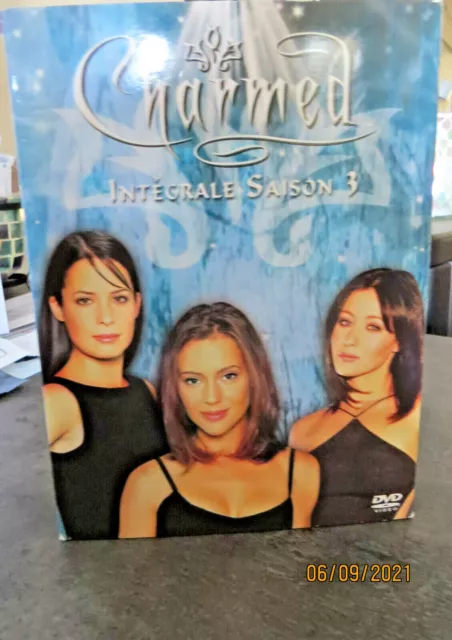 Charmed
INTÉGRALE SAISON 3
DVD
VIDEO
06/09/2021